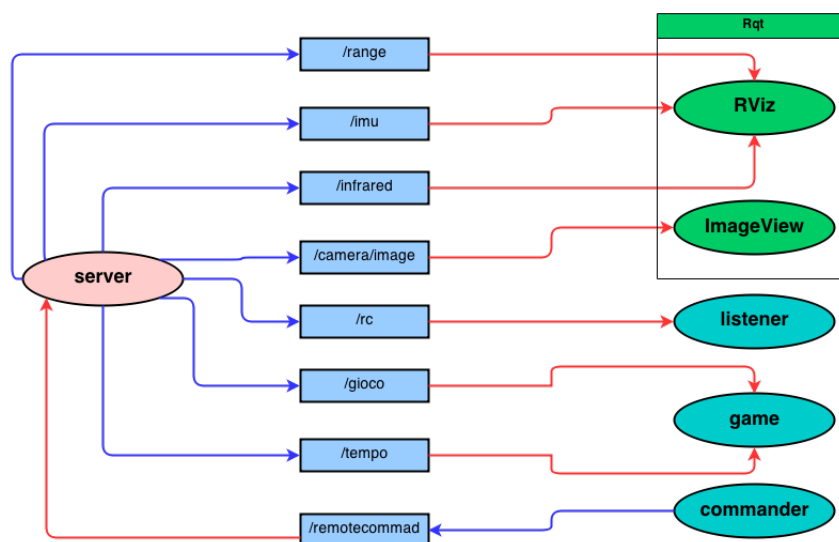 Rqt
/range
RViz
/imu
/infrared
ImageView
/camera/image
server
listener
/rc
/gioco
game
/tempo
commander
/remotecommad